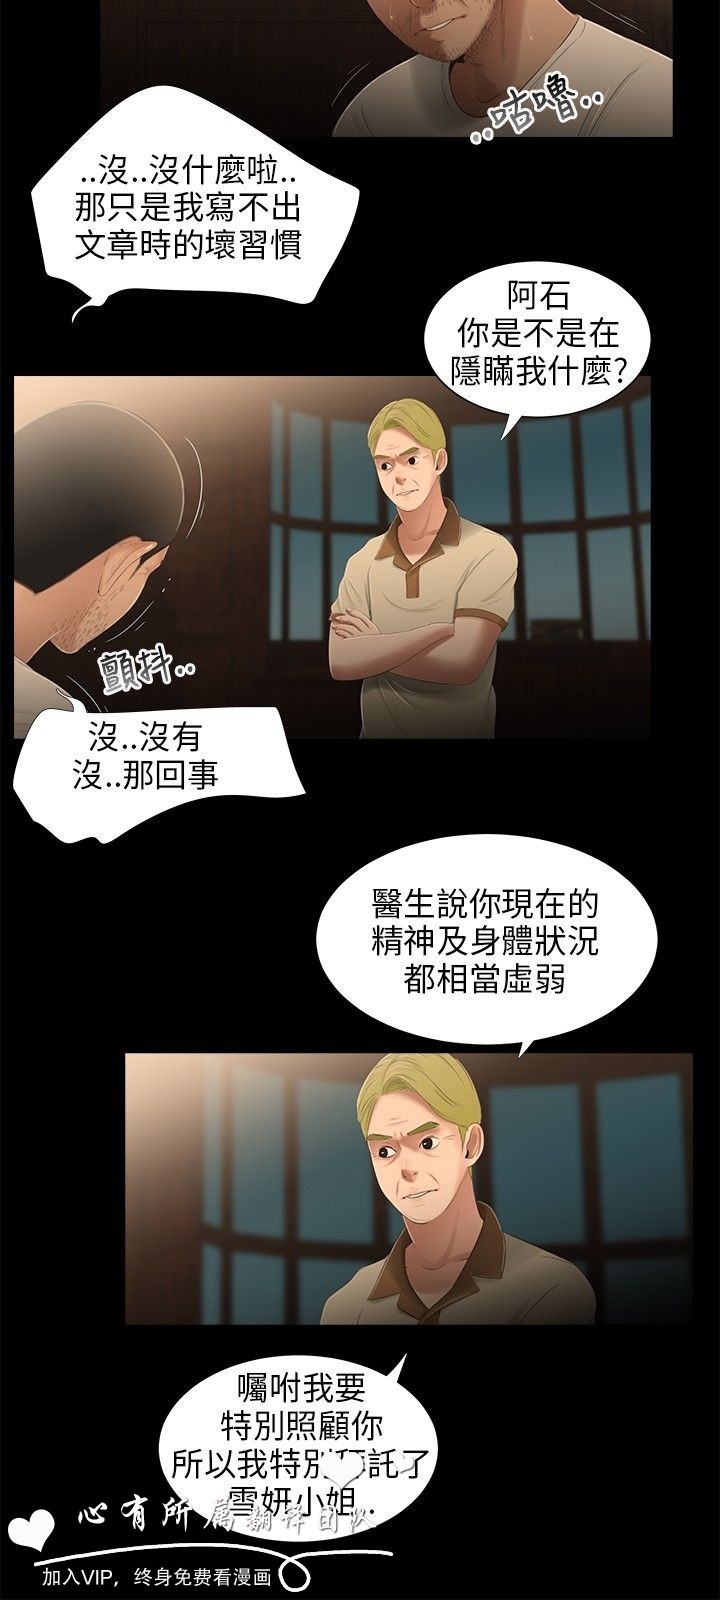 ..咕嚕..
..沒..沒什麼啦..
那只是我寫不出
文章時的壞習慣
阿石
你是不是在
隱瞞我什麼?
顫抖..
沒..沒有
沒..那回事
醫生說你現在的
精神及身體狀況
都相當虛弱
囑咐我要
特別照顧你
所以我特別拜託了
雪妍小姐..
心有所属翻译团队
加入VIP，终身免费看漫画